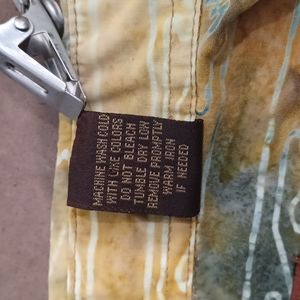 MACHINE WASH COLD
WITH LIKE COLORS
DO NOT BLEACH
TUMBLE DRY LOW
REMOVE PROMPTLY
WARM IRON
IF NEEDED